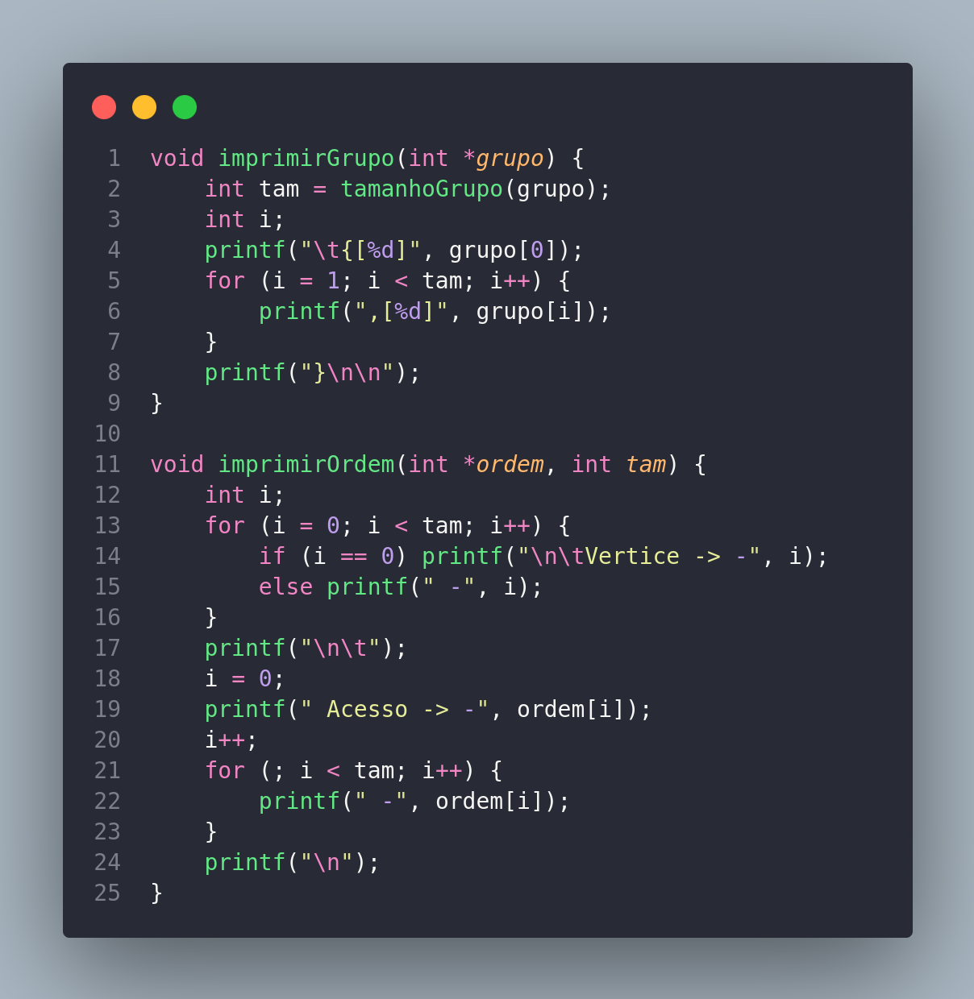 1 void imprimirGrupo(int *grupo) {
2     int tam = tamanhoGrupo(grupo);
3     int i;
4     printf("\t{[%d]", grupo[0]);
5     for (i = 1; i < tam; i++) {
6         printf(",[%d]", grupo[i]);
7     }
8     printf("}\n\n");
9 }
10
11 void imprimirOrdem(int *ordem, int tam) {
12     int i;
13     for (i = 0; i < tam; i++) {
14         if (i == 0) printf("\n\tVertice -> -", i);
15         else printf(" -", i);
16     }
17     printf("\n\t");
18     i = 0;
19     printf(" Acesso -> -", ordem[i]);
20     i++;
21     for (; i < tam; i++) {
22         printf(" -", ordem[i]);
23     }
24     printf("\n");
25 }